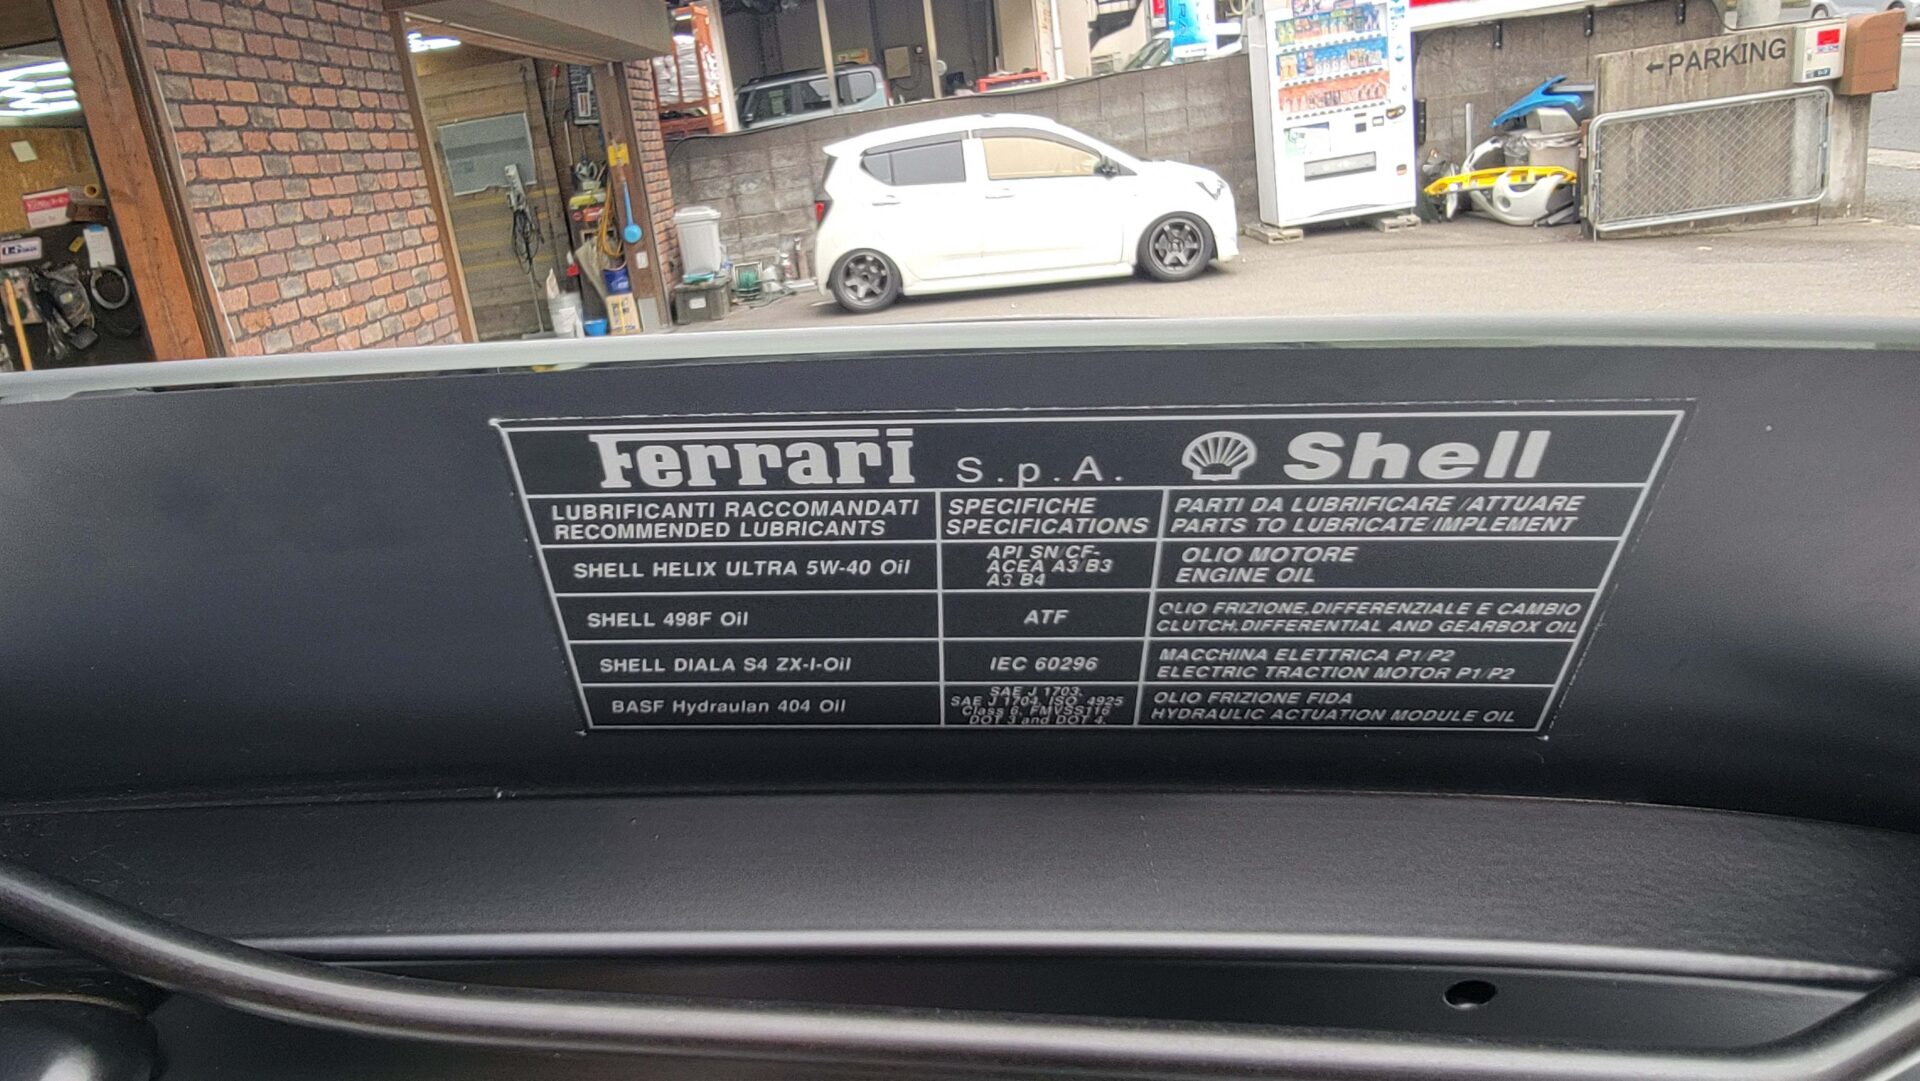 ←PARKING
Ferrari S.p.A. Shell
LUBRIFICANTI RACCOMANDATI
RECOMMENDED LUBRICANTS
SPECIFICHE
SPECIFICATIONS
PARTI DA LUBRIFICARE /ATTUARE
PARTS TO LUBRICATE/IMPLEMENT
SHELL HELIX ULTRA 5W-40 Oil
API SN/CF-
ACEA A3/B3
A3/B4
OLIO MOTORE
ENGINE OIL
SHELL 498F Oil
ATF
OLIO FRIZIONE,DIFFERENZIALE E CAMBIO
CLUTCH,DIFFERENTIAL AND GEARBOX OIL
SHELL DIALA S4 ZX-I-Oil
IEC 60296
MACCHINA ELETTRICA P1/P2
ELECTRIC TRACTION MOTOR P1/P2
BASF Hydraulan 404 Oil
SAE J 1703,
SAE J 1704, ISO 4925
Class 6, FMVSS116
DOT 3 and DOT 4.
OLIO FRIZIONE FIDA
HYDRAULIC ACTUATION MODULE OIL